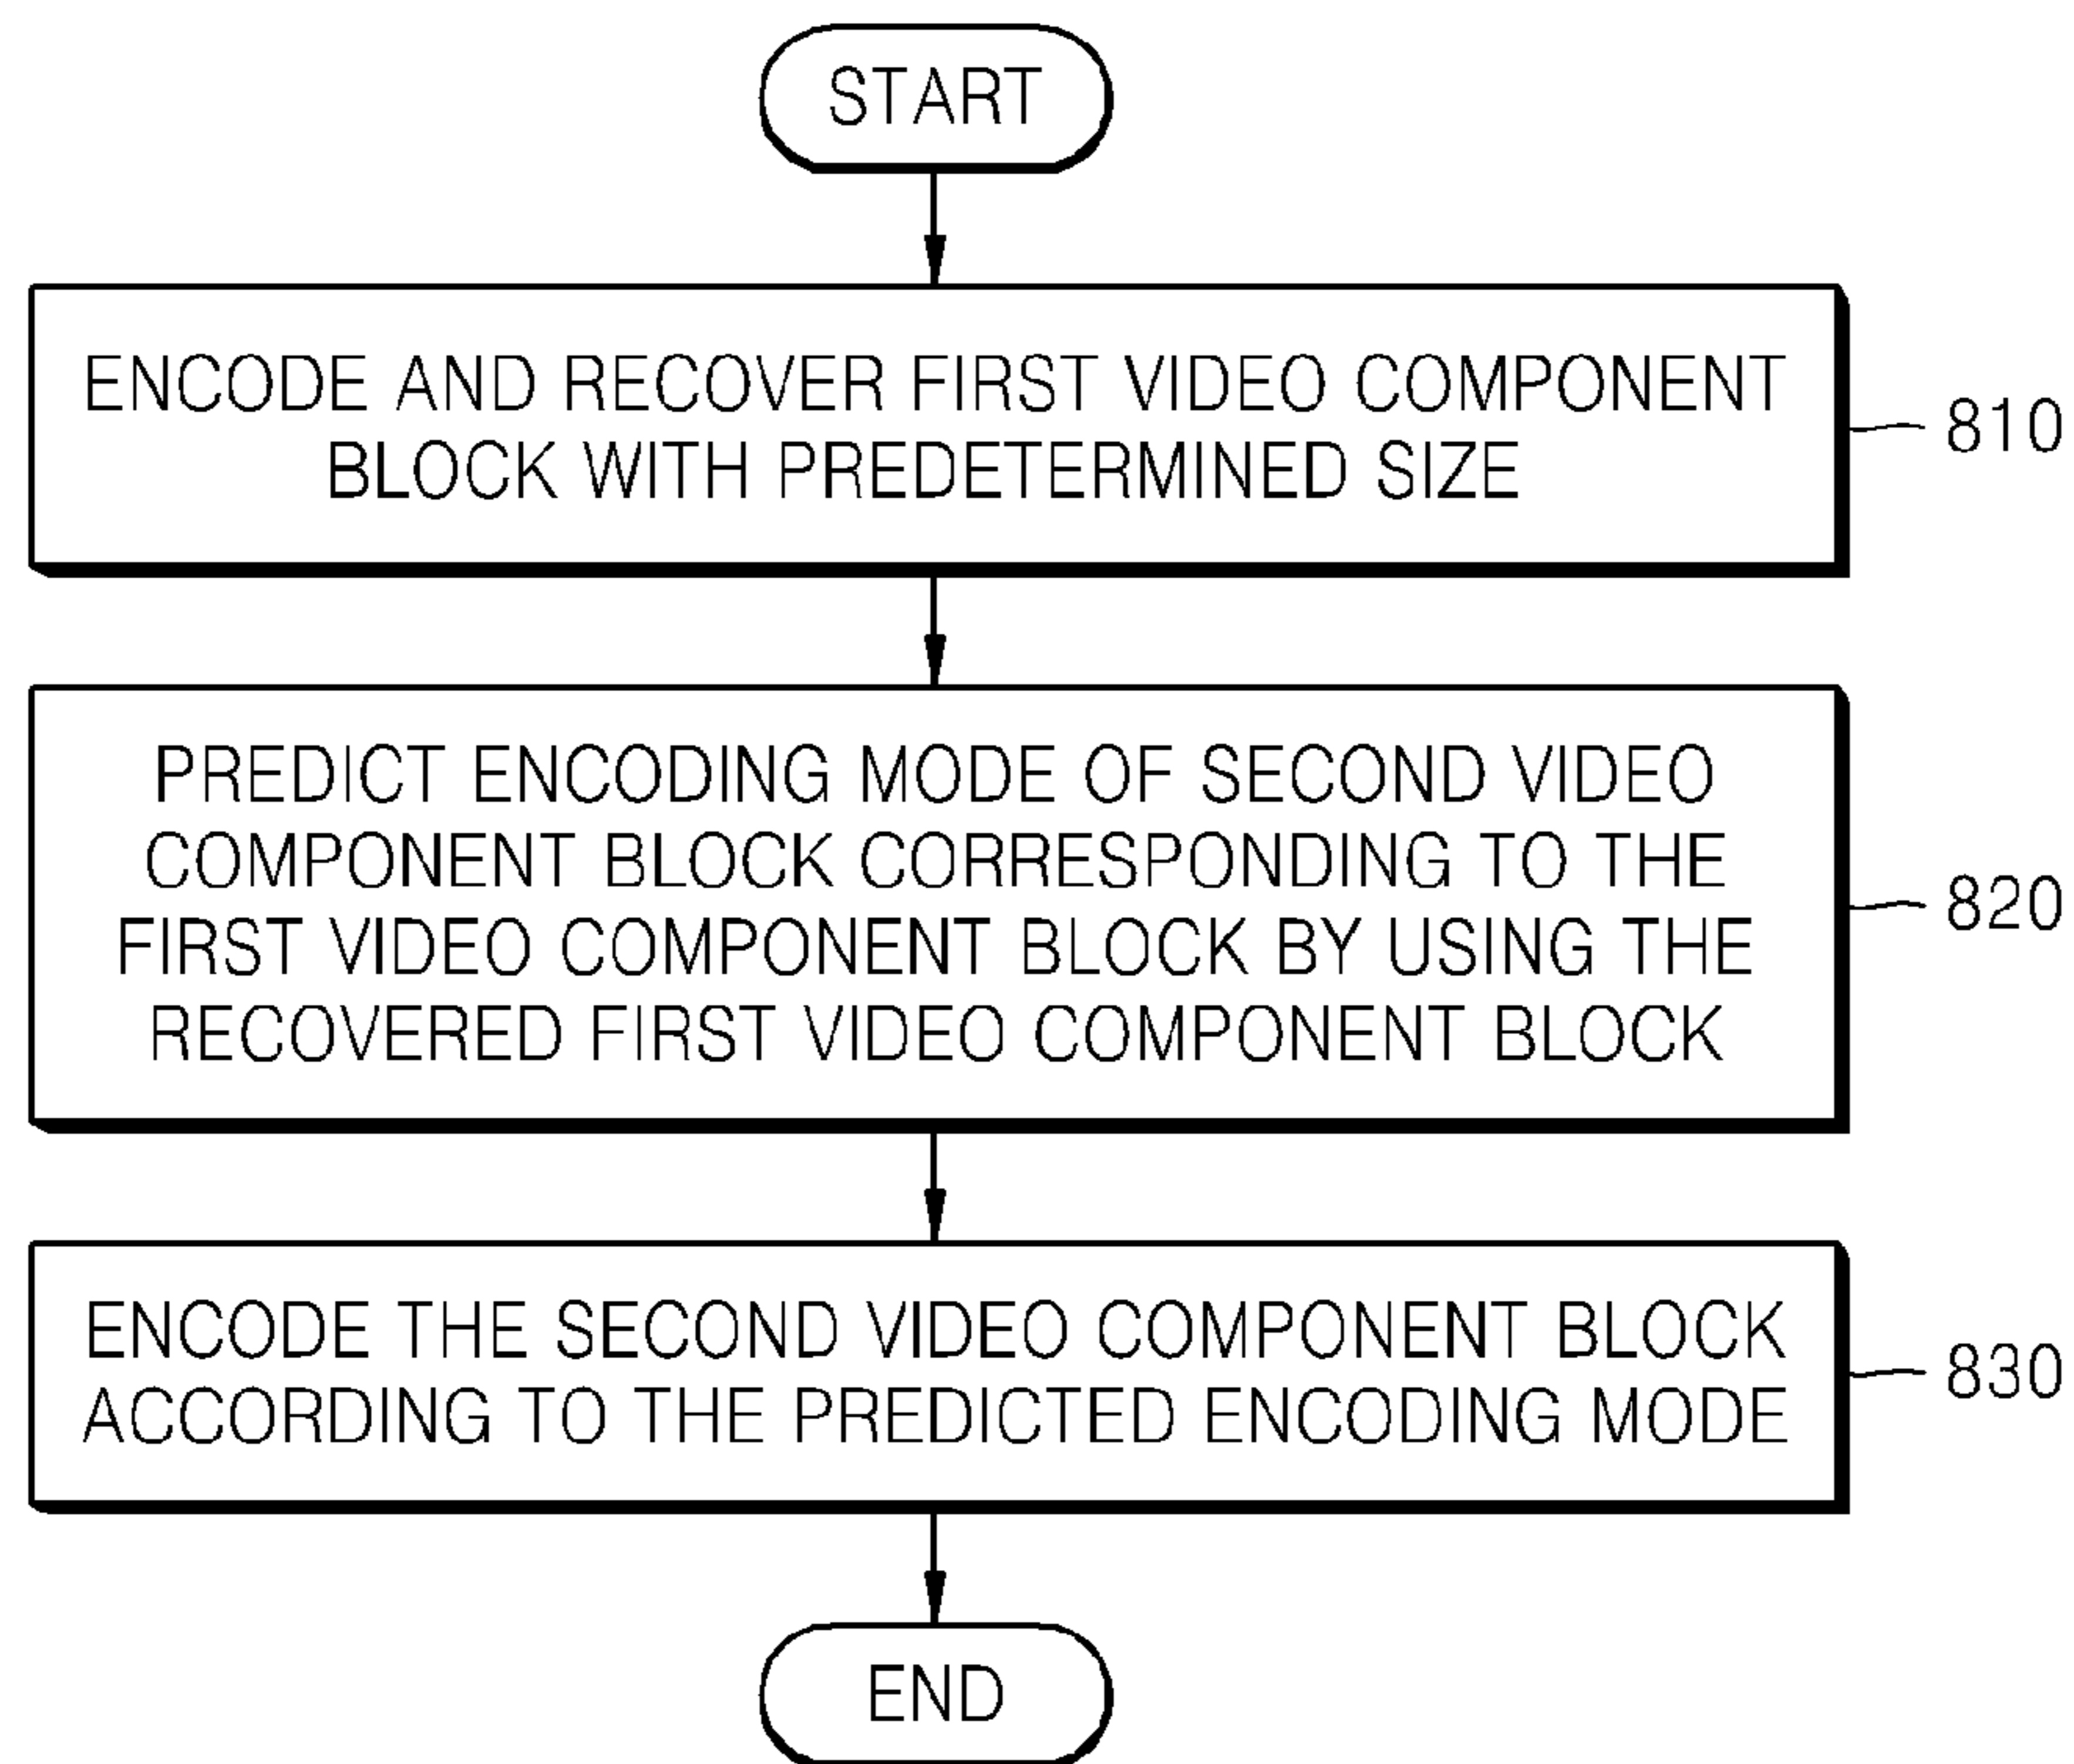 START
ENCODE AND RECOVER FIRST VIDEO COMPONENT
BLOCK WITH PREDETERMINED SIZE
810
PREDICT ENCODING MODE OF SECOND VIDEO
COMPONENT BLOCK CORRESPONDING TO THE
FIRST VIDEO COMPONENT BLOCK BY USING THE
RECOVERED FIRST VIDEO COMPONENT BLOCK
820
ENCODE THE SECOND VIDEO COMPONENT BLOCK
ACCORDING TO THE PREDICTED ENCODING MODE
830
END